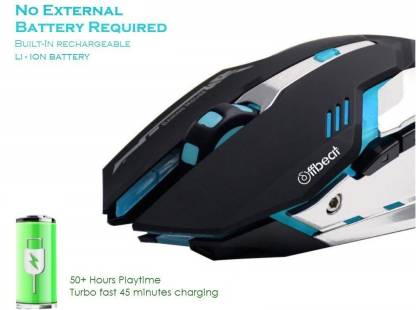 No External
Battery Required
Built-In rechargeable
Li - ion battery
Offbeat
50+ Hours Playtime
Turbo fast 45 minutes charging